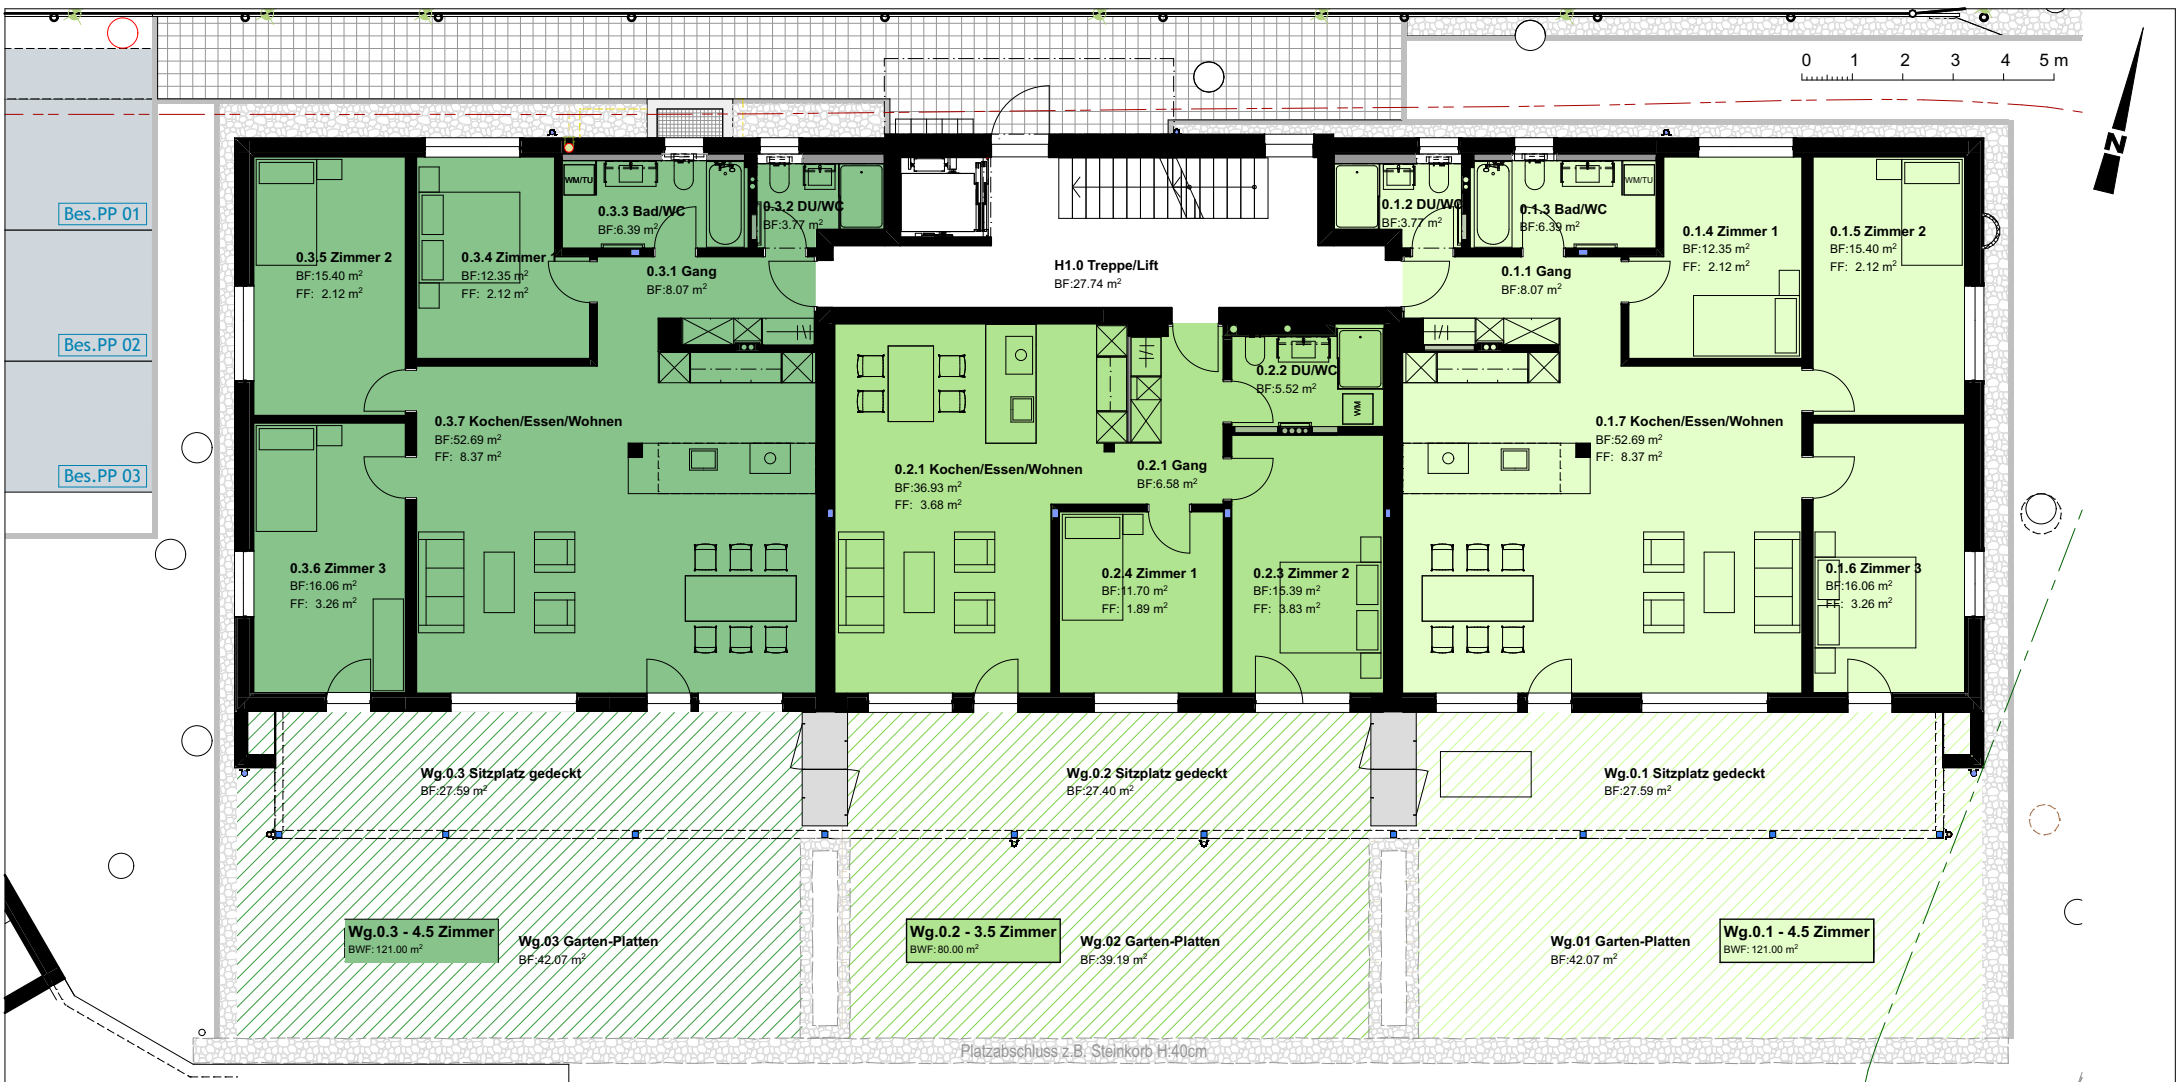 0 1 2 3 4 5 m
N
Bes.PP 01
Bes.PP 02
Bes.PP 03
0.3.5 Zimmer 2
BF:15.40 m²
FF: 2.12 m²
0.3.4 Zimmer 1
BF:12.35 m²
FF: 2.12 m²
WM/TU
0.3.3 Bad/WC
BF:6.39 m²
0.3.2 DU/WC
BF:3.77 m²
0.3.1 Gang
BF:8.07 m²
H1.0 Treppe/Lift
BF:27.74 m²
0.1.2 DU/WC
BF:3.77 m²
WM/TU
0.1.3 Bad/WC
BF:6.39 m²
0.1.1 Gang
BF:8.07 m²
0.1.4 Zimmer 1
BF:12.35 m²
FF: 2.12 m²
0.1.5 Zimmer 2
BF:15.40 m²
FF: 2.12 m²
0.3.7 Kochen/Essen/Wohnen
BF:52.69 m²
FF: 8.37 m²
0.2.1 Kochen/Essen/Wohnen
BF:36.93 m²
FF: 3.68 m²
0.2.1 Gang
BF:6.58 m²
0.2.2 DU/WC
BF:5.52 m²
WM
0.1.7 Kochen/Essen/Wohnen
BF:52.69 m²
FF: 8.37 m²
0.3.6 Zimmer 3
BF:16.06 m²
FF: 3.26 m²
0.2.4 Zimmer 1
BF:11.70 m²
FF: 1.89 m²
0.2.3 Zimmer 2
BF:15.39 m²
FF: 3.83 m²
0.1.6 Zimmer 3
BF:16.06 m²
FF: 3.26 m²
Wg.0.3 Sitzplatz gedeckt
BF:27.59 m²
Wg.0.2 Sitzplatz gedeckt
BF:27.40 m²
Wg.0.1 Sitzplatz gedeckt
BF:27.59 m²
Wg.0.3 - 4.5 Zimmer
BWF: 121.00 m²
Wg.03 Garten-Platten
BF:42.07 m²
Wg.0.2 - 3.5 Zimmer
BWF: 80.00 m²
Wg.02 Garten-Platten
BF:39.19 m²
Wg.01 Garten-Platten
BF:42.07 m²
Wg.0.1 - 4.5 Zimmer
BWF: 121.00 m²
Platzabschluss z.B. Steinkorb H:40cm